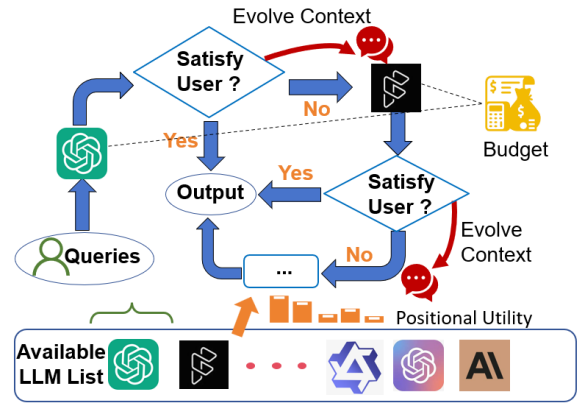 Evolve Context
Satisfy
User ?
No
Yes
Budget
Output
Yes
Satisfy
User ?
Queries
No
Evolve
Context
...
Positional Utility
Available
LLM List